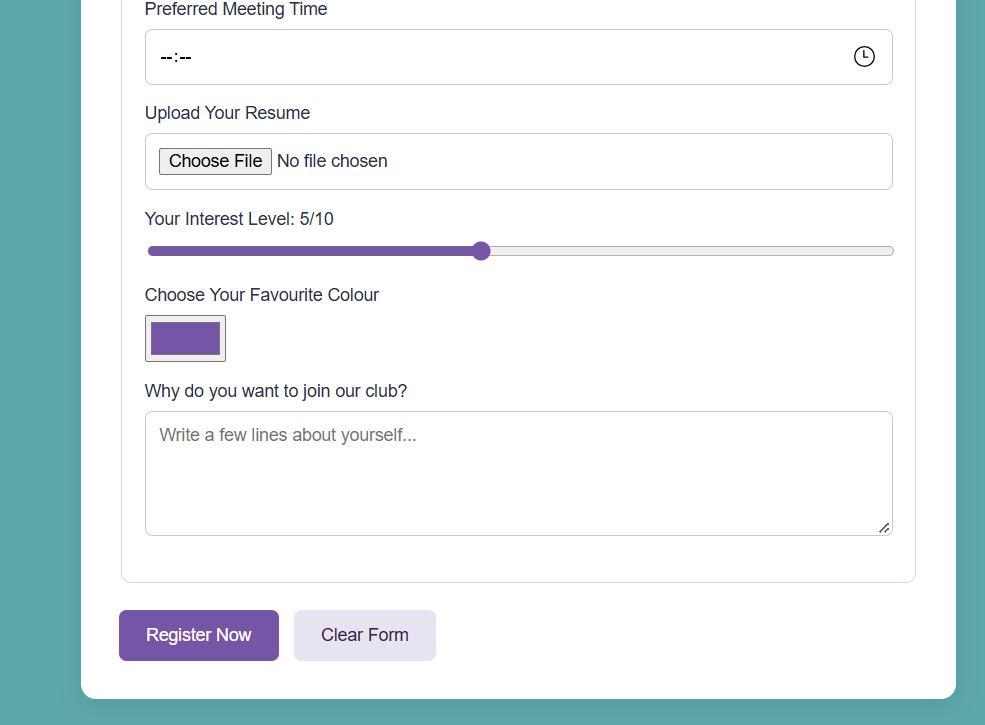 Preferred Meeting Time
--:--
Upload Your Resume
Choose File No file chosen
Your Interest Level: 5/10
Choose Your Favourite Colour
Why do you want to join our club?
Write a few lines about yourself...
Register Now Clear Form